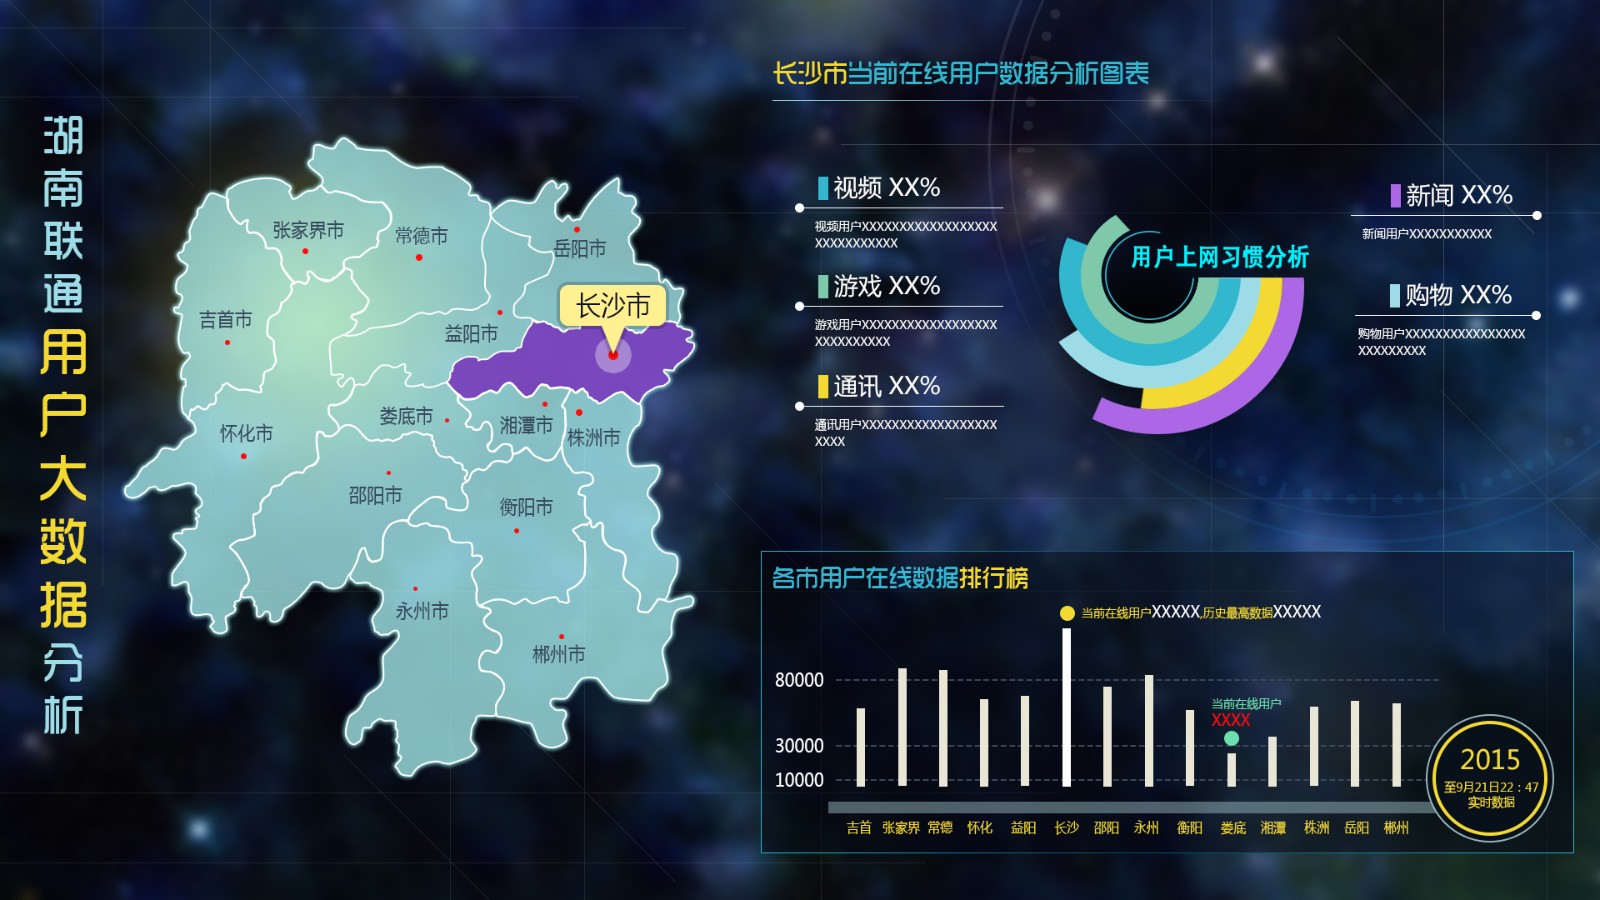 湖南联通用户大数据分析
张家界市
常德市
岳阳市
吉首市
益阳市
长沙市
娄底市
湘潭市
株洲市
怀化市
邵阳市
衡阳市
永州市
郴州市
长沙市当前在线用户数据分析图表
视频 XX%
视频用户XXXXXXXXXXXXXXXXXX
XXXXXXXXXXX
游戏 XX%
游戏用户XXXXXXXXXXXXXXXXXX
XXXXXXXXXX
通讯 XX%
通讯用户XXXXXXXXXXXXXXXXXX
XXXX
用户上网习惯分析
新闻 XX%
新闻用户XXXXXXXXXXX
购物 XX%
购物用户XXXXXXXXXXXXXXXX
XXXXXXXXX
各市用户在线数据排行榜
当前在线用户XXXXX,历史最高数据XXXXX
80000
30000
10000
当前在线用户
XXXX
吉首 张家界 常德 怀化 益阳 长沙 邵阳 永州 衡阳 娄底 湘潭 株洲 岳阳 郴州
2015
至9月21日22：47
实时数据